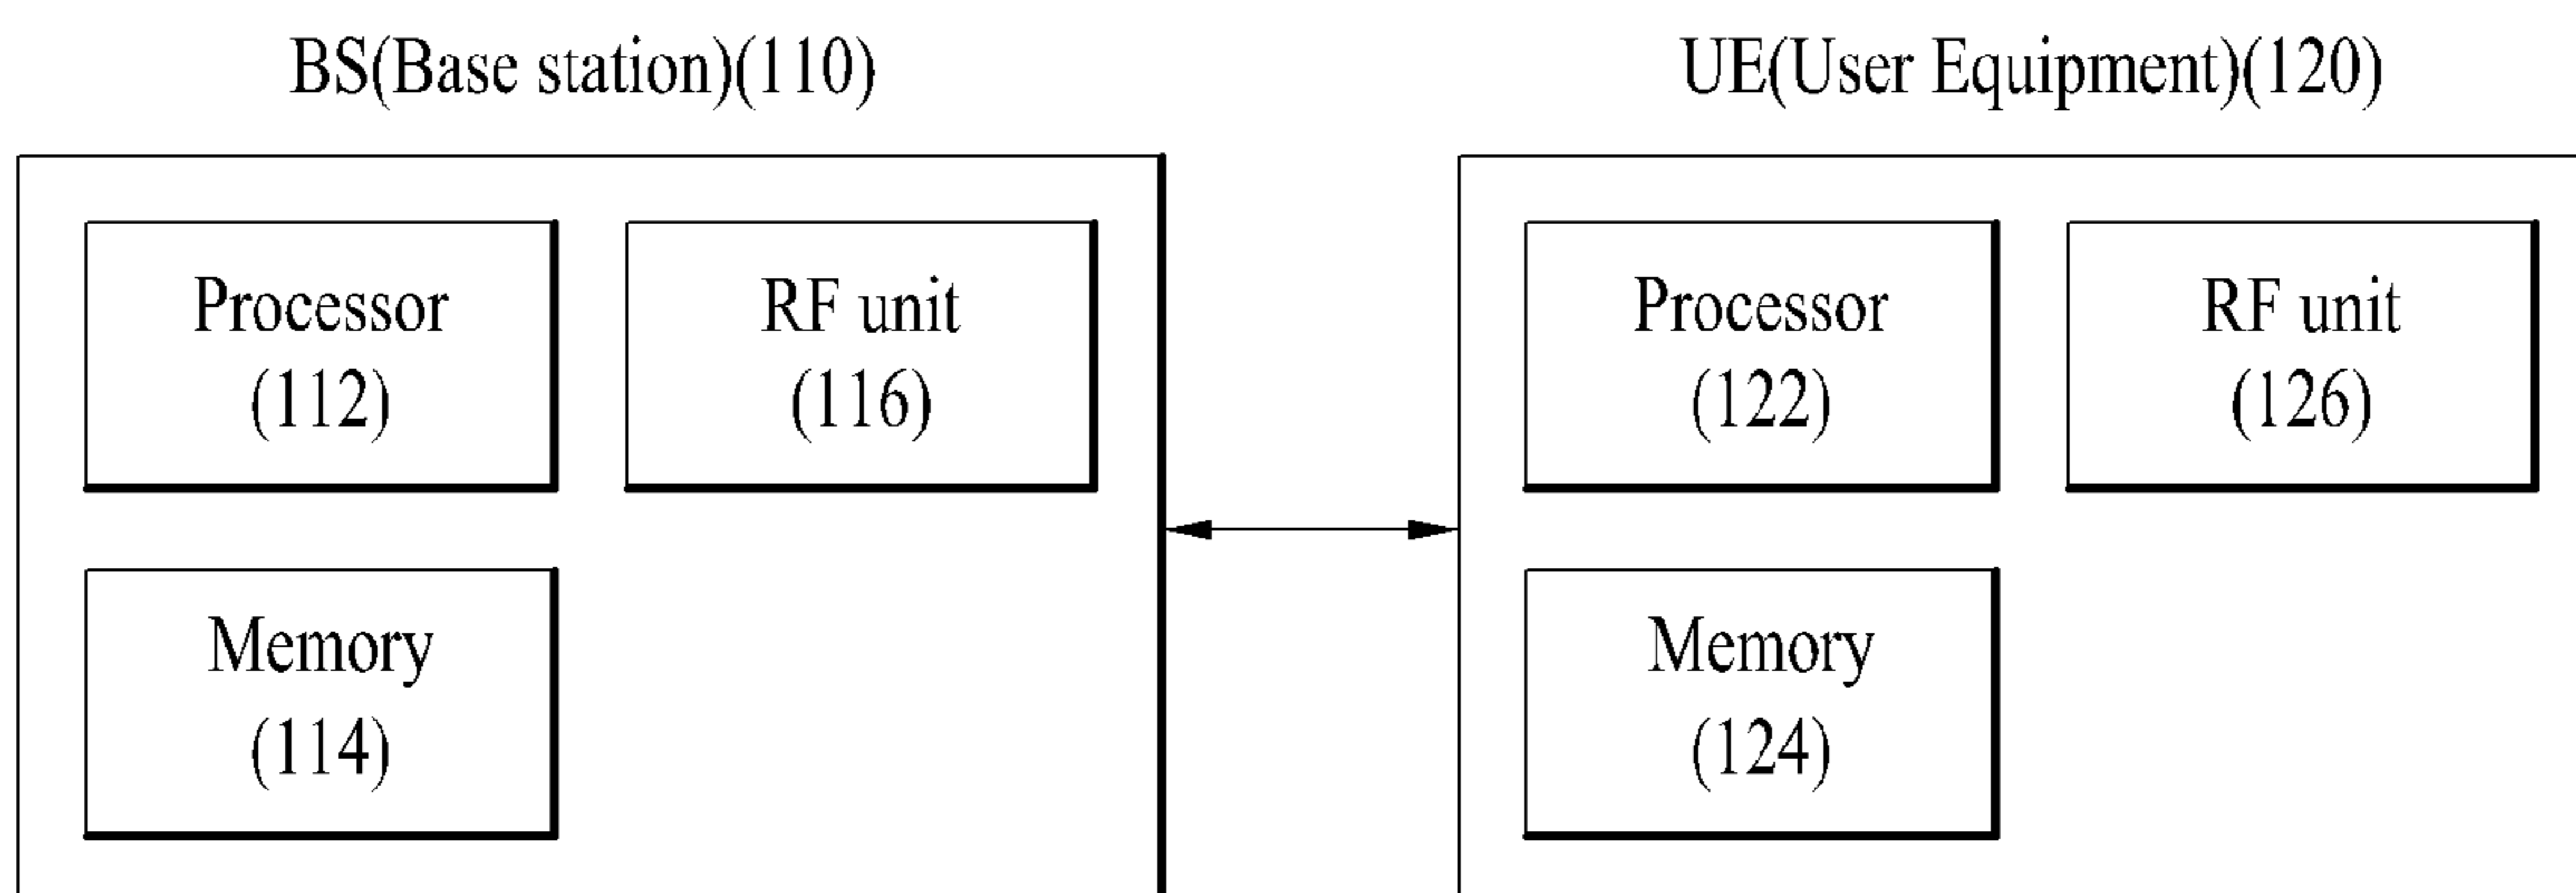 BS(Base station)(110)
UE(User Equipment)(120)
Processor
(112)
RF unit
(116)
Processor
(122)
RF unit
(126)
Memory
(114)
Memory
(124)